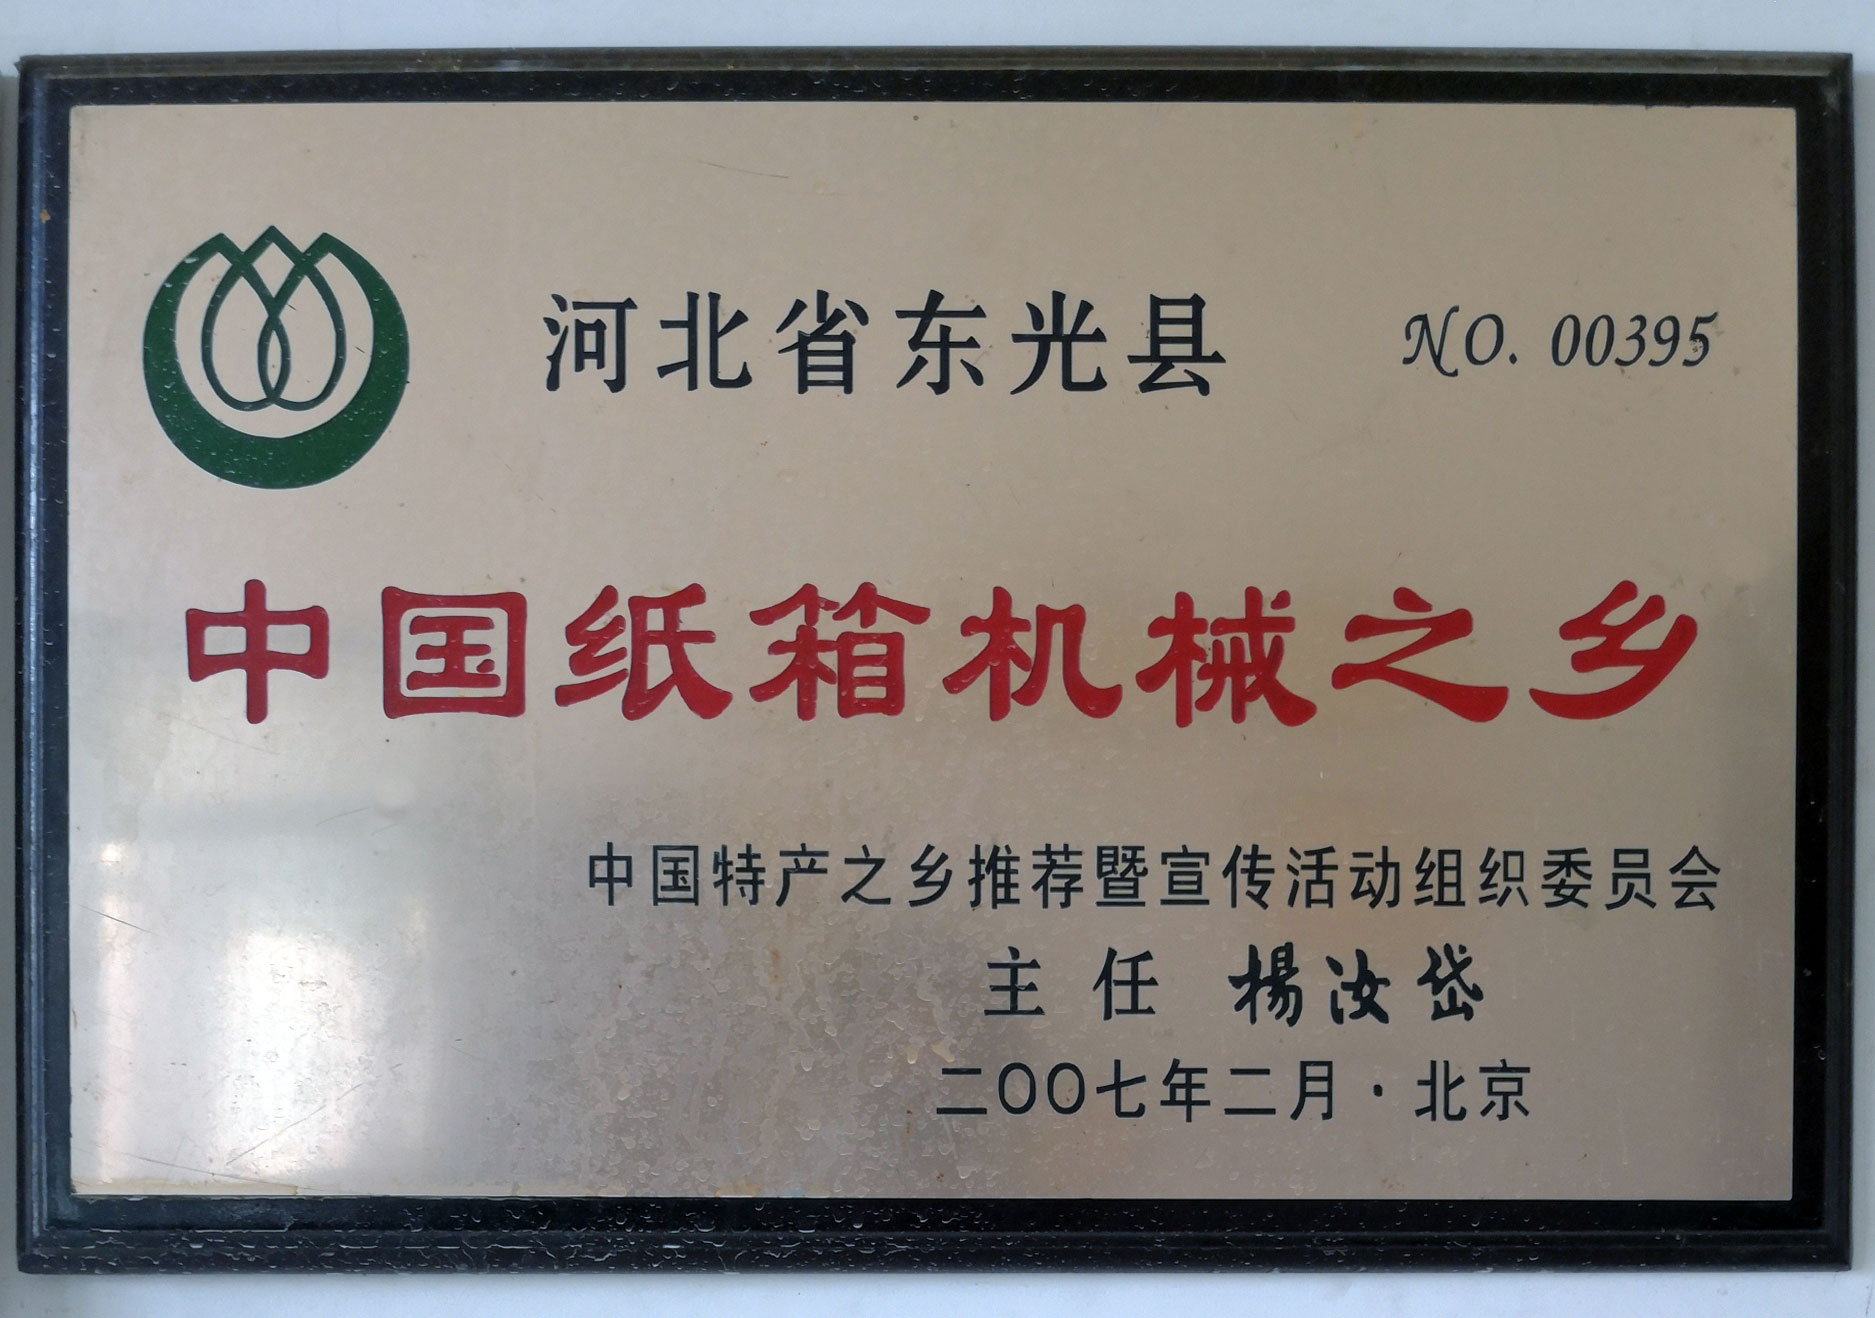 河北省东光县
NO. 00395
中国纸箱机械之乡
中国特产之乡推荐暨宣传活动组织委员会
主任 楊汝岱
二〇〇七年二月·北京